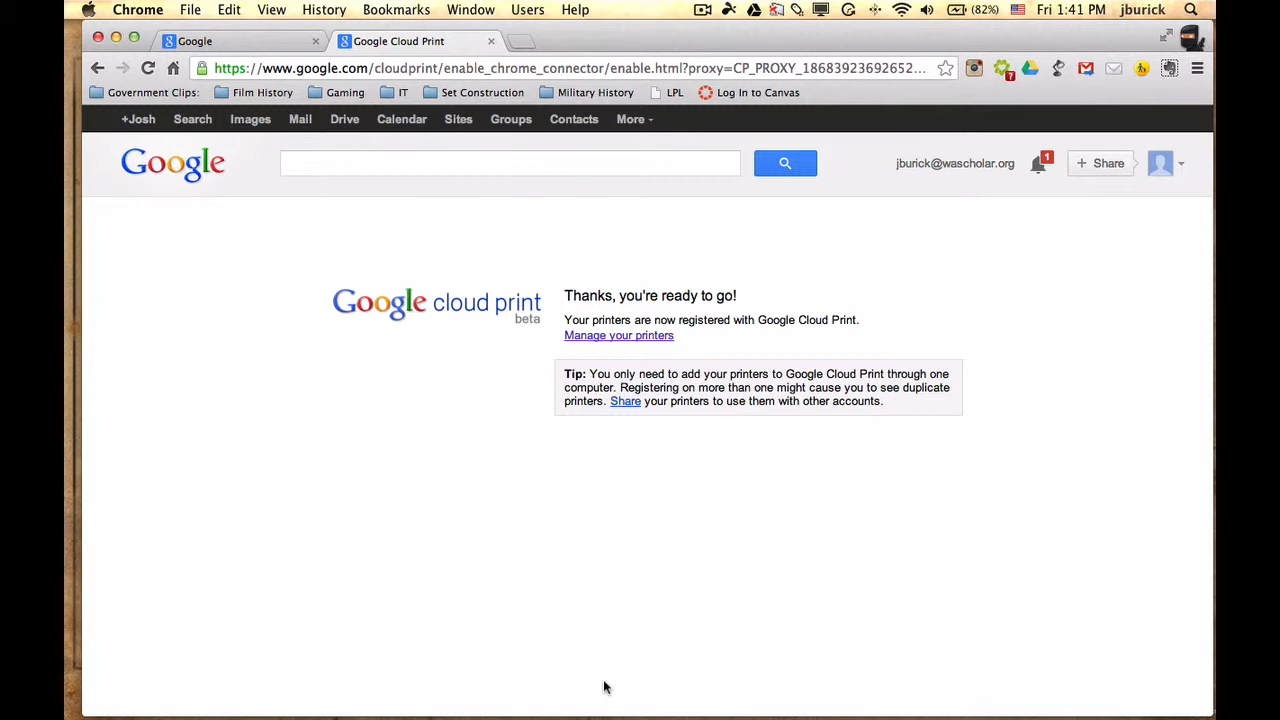 Chrome File Edit View History Bookmarks Window Users Help (82%) Fri 1:41 PM jburick
Google Google Cloud Print
https://www.google.com/cloudprint/enable_chrome_connector/enable.html?proxy=CP_PROXY_18683923692652... 7
Government Clips: Film History Gaming IT Set Construction Military History LPL Log In to Canvas
+Josh Search Images Mail Drive Calendar Sites Groups Contacts More
Google jburick@wascholar.org 1 + Share
Google cloud print
beta
Thanks, you're ready to go!
Your printers are now registered with Google Cloud Print.
Manage your printers
Tip: You only need to add your printers to Google Cloud Print through one
computer. Registering on more than one might cause you to see duplicate
printers. Share your printers to use them with other accounts.